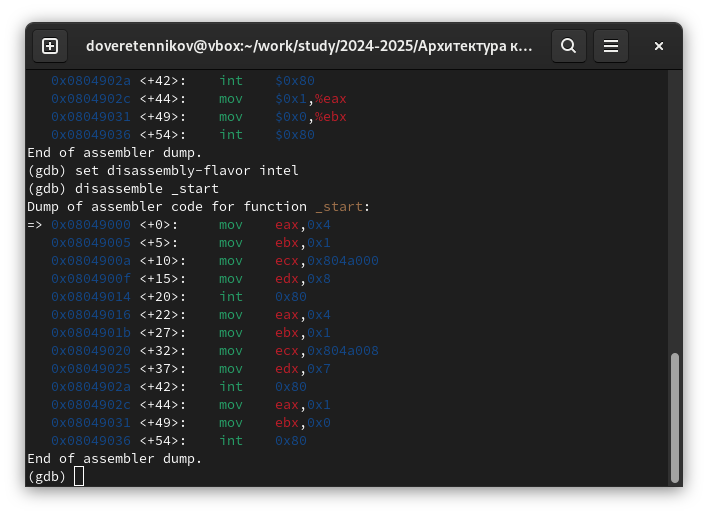 doveretennikov@vbox:~/work/study/2024-2025/Архитектура к...
0x0804902a <+42>: int $0x80
0x0804902c <+44>: mov $0x1,%eax
0x08049031 <+49>: mov $0x0,%ebx
0x08049036 <+54>: int $0x80
End of assembler dump.
(gdb) set disassembly-flavor intel
(gdb) disassemble _start
Dump of assembler code for function _start:
=> 0x08049000 <+0>: mov eax,0x4
0x08049005 <+5>: mov ebx,0x1
0x0804900a <+10>: mov ecx,0x804a000
0x0804900f <+15>: mov edx,0x8
0x08049014 <+20>: int 0x80
0x08049016 <+22>: mov eax,0x4
0x0804901b <+27>: mov ebx,0x1
0x08049020 <+32>: mov ecx,0x804a008
0x08049025 <+37>: mov edx,0x7
0x0804902a <+42>: int 0x80
0x0804902c <+44>: mov eax,0x1
0x08049031 <+49>: mov ebx,0x0
0x08049036 <+54>: int 0x80
End of assembler dump.
(gdb)